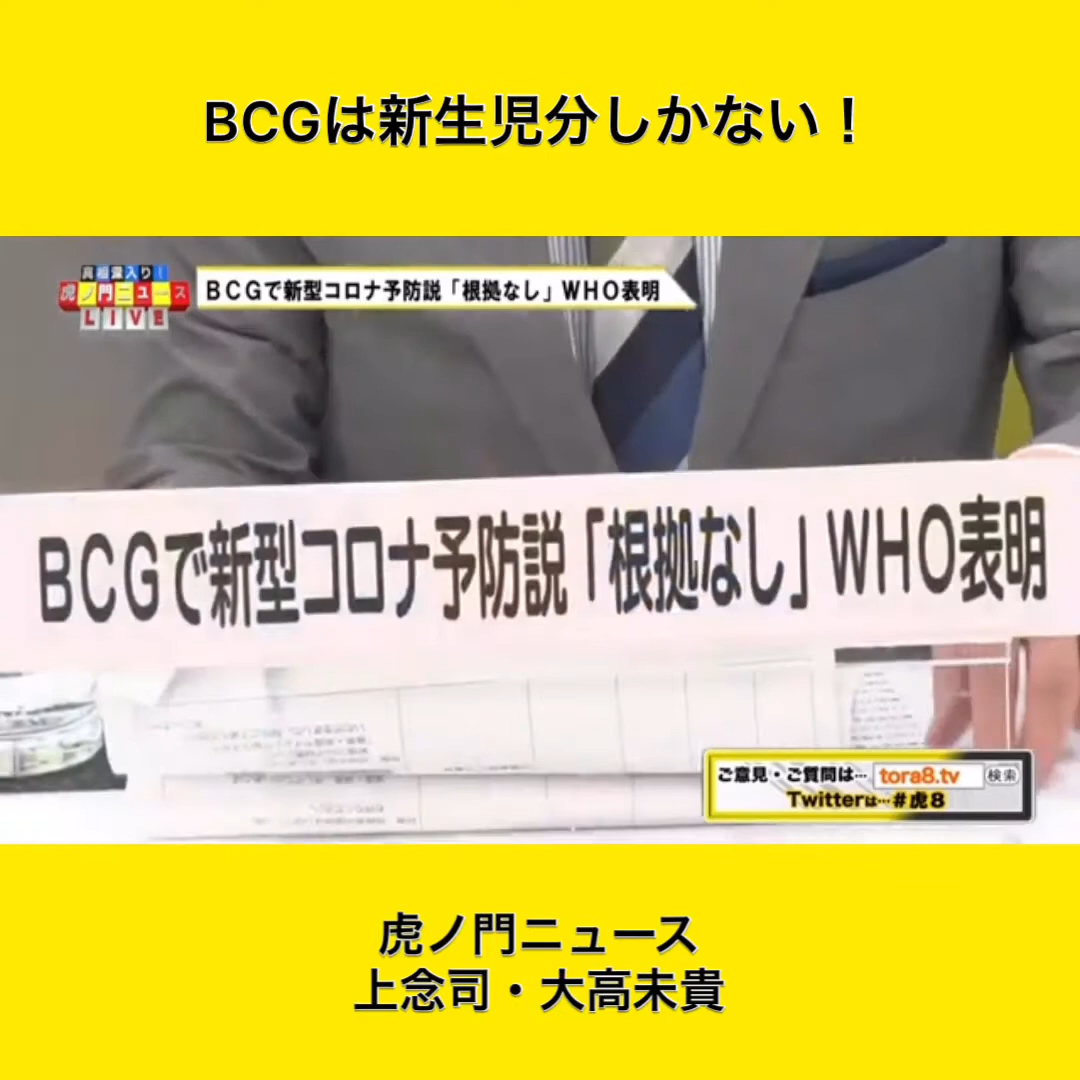 BCGは新生児分しかない！
真相深入り！
虎ノ門ニュース
LIVE
BCGで新型コロナ予防説「根拠なし」WHO表明
BCGで新型コロナ予防説「根拠なし」WHO表明
ご意見・ご質問は… tora8.tv 検索
Twitterは…#虎8
虎ノ門ニュース
上念司・大高未貴